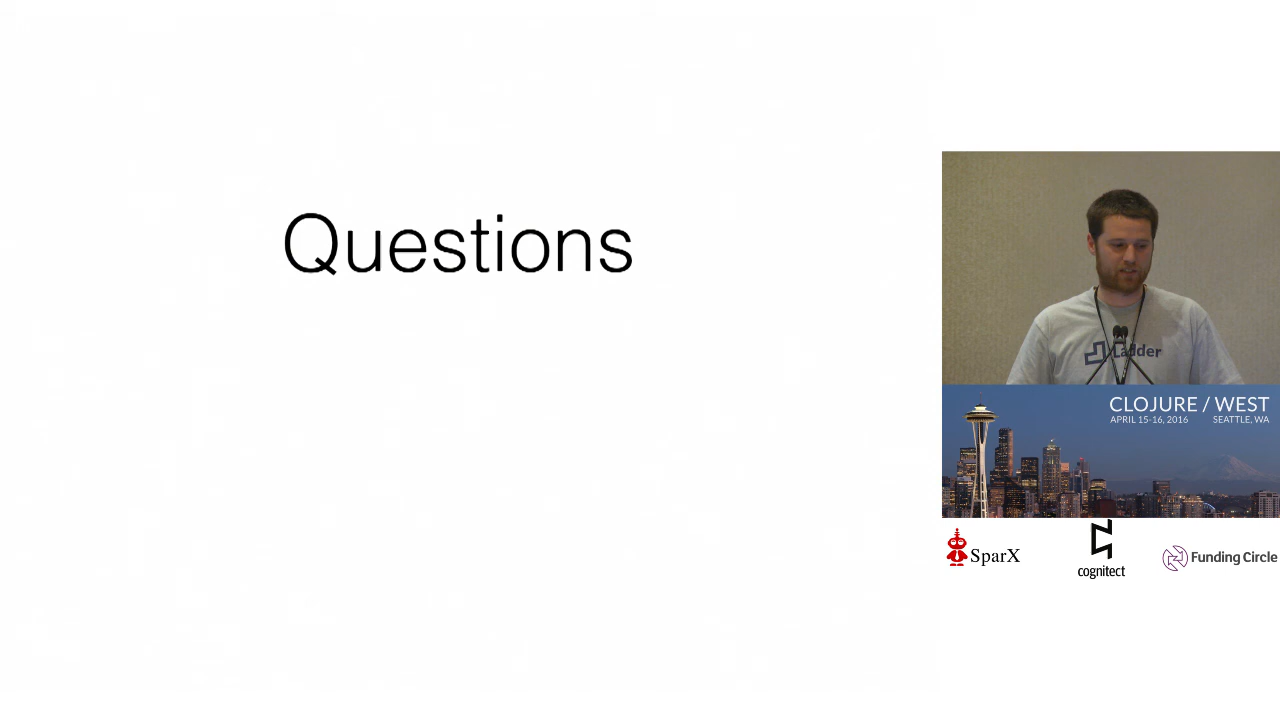 Questions
Ladder
CLOJURE / WEST
APRIL 15-16, 2016 SEATTLE, WA
SparX
cognitect
Funding Circle